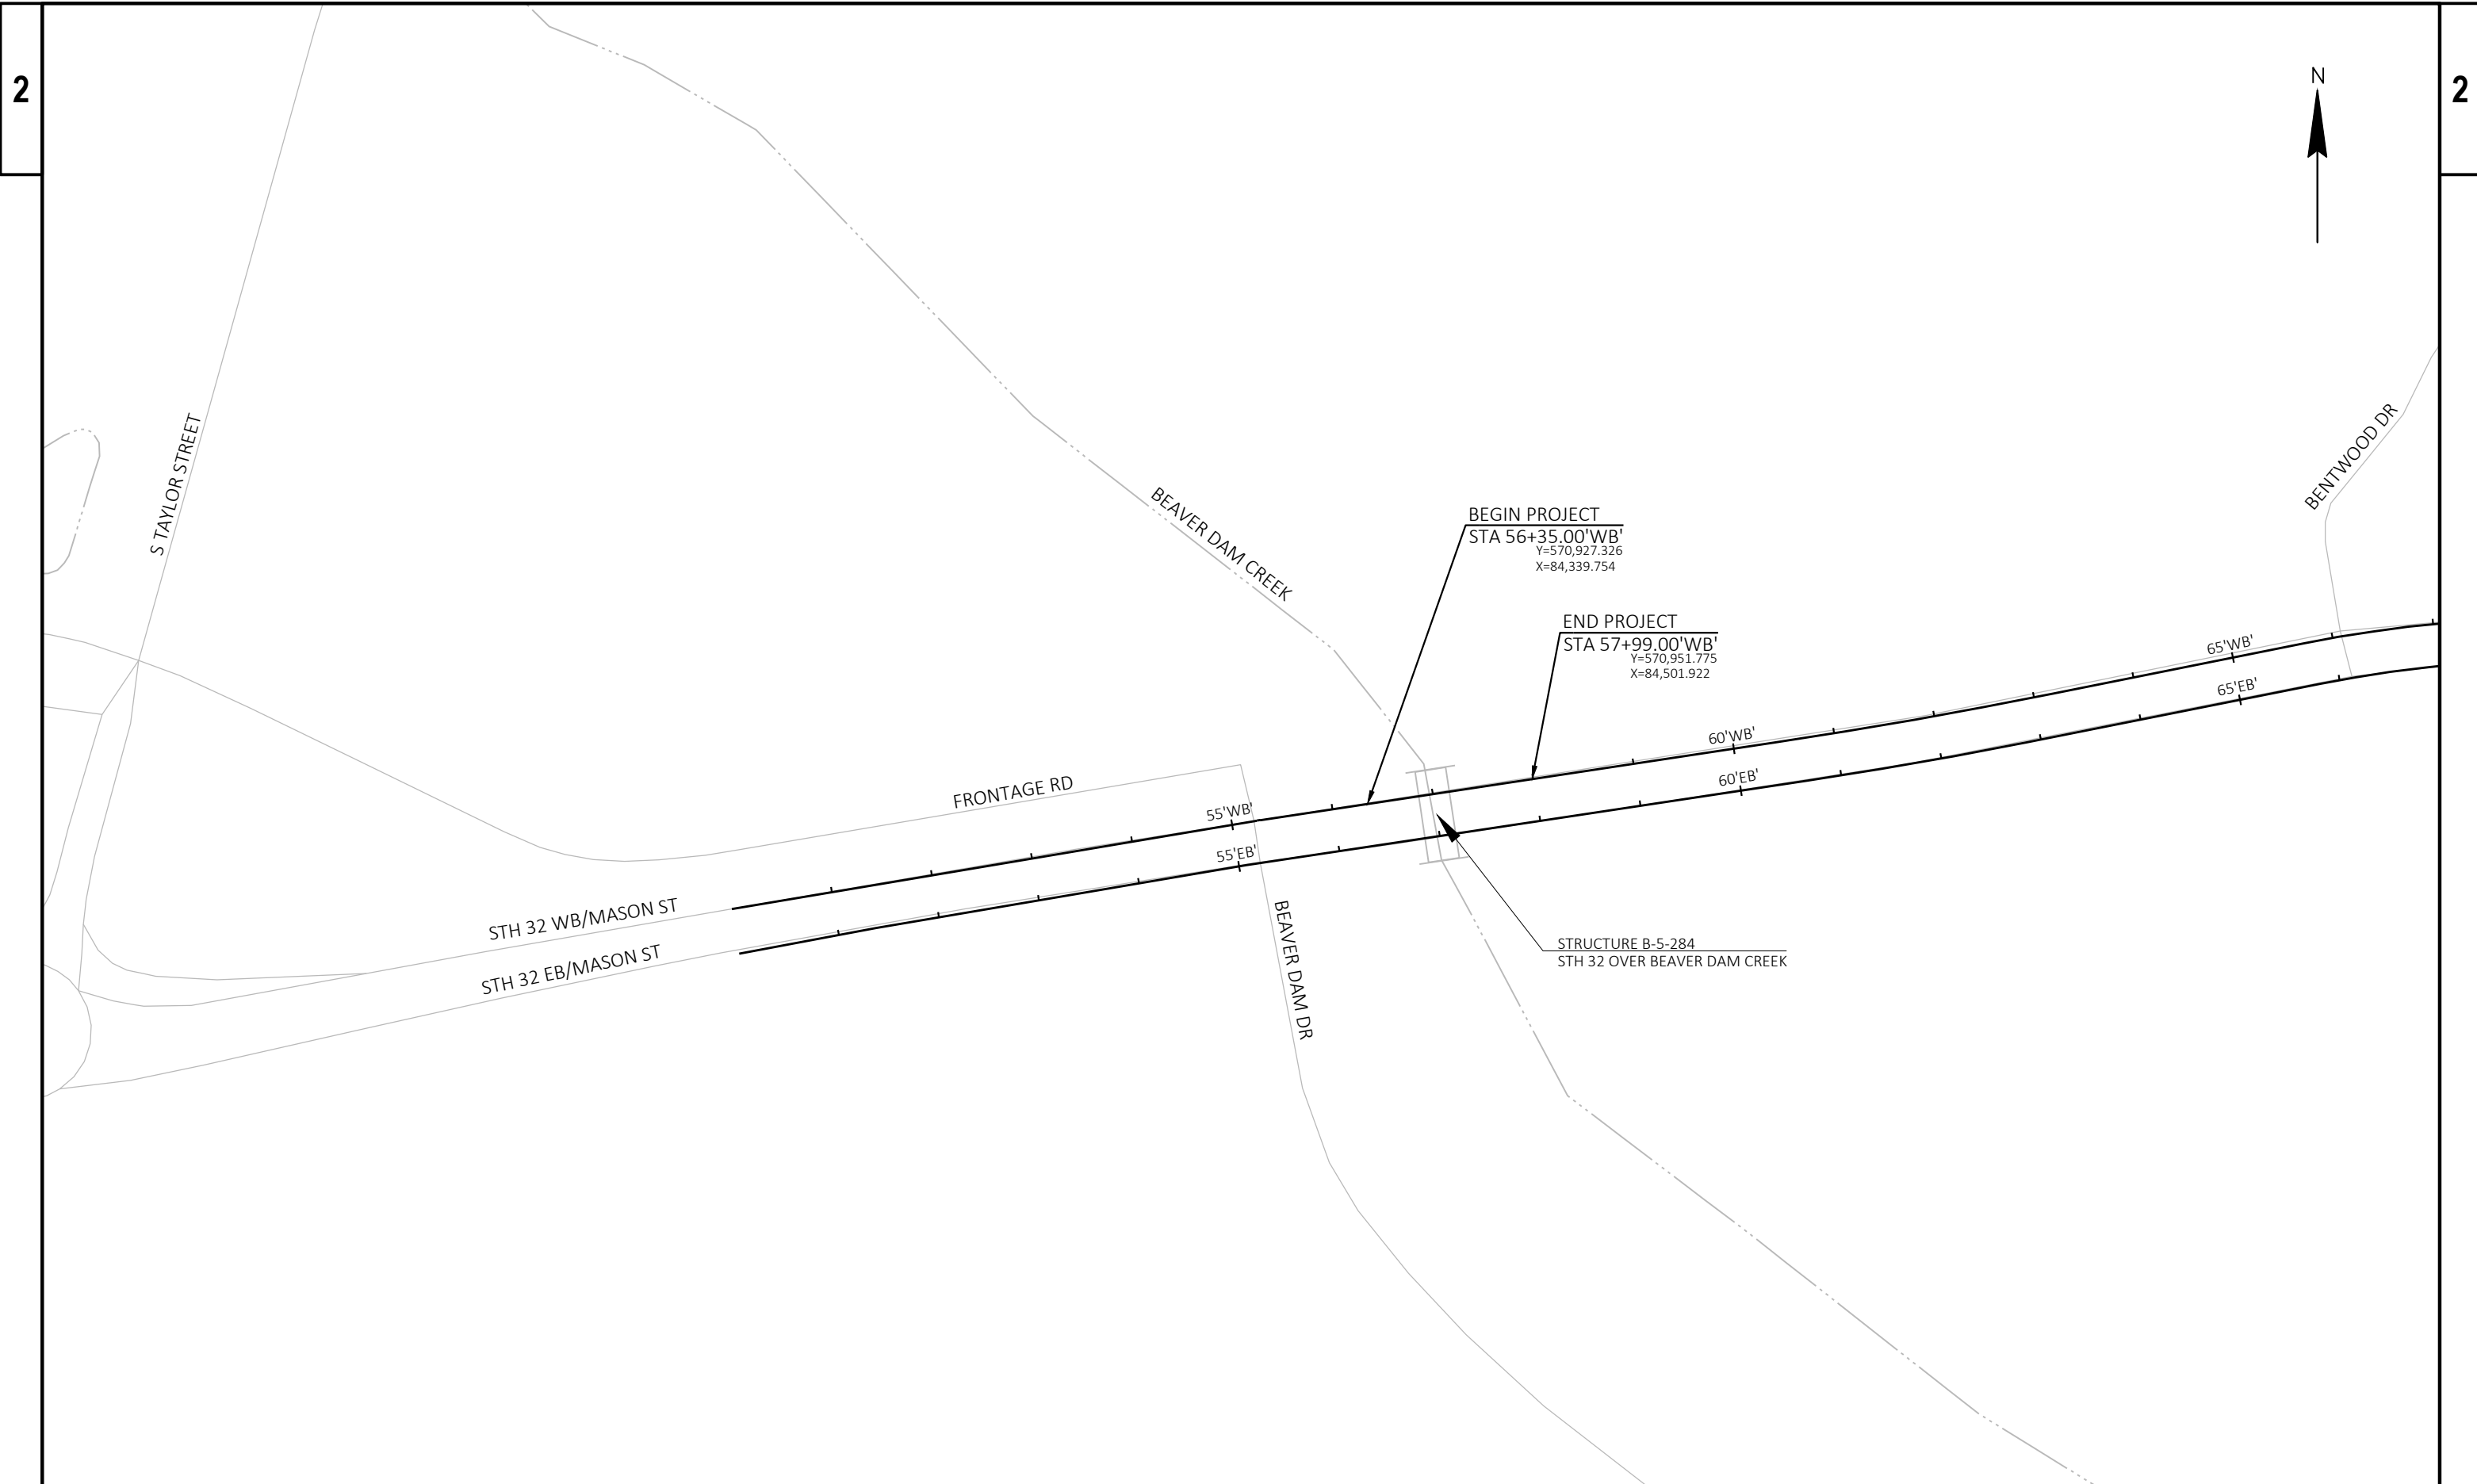 2
2
N
S TAYLOR STREET
BENTWOOD DR
BEAVER DAM CREEK
BEGIN PROJECT
STA 56+35.00'WB'
Y=570,927.326
X=84,339.754
END PROJECT
STA 57+99.00'WB'
Y=570,951.775
X=84,501.922
65'WB'
65'EB'
60'WB'
60'EB'
FRONTAGE RD
55'WB'
55'EB'
STH 32 WB/MASON ST
STH 32 EB/MASON ST
BEAVER DAM DR
STRUCTURE B-5-284
STH 32 OVER BEAVER DAM CREEK